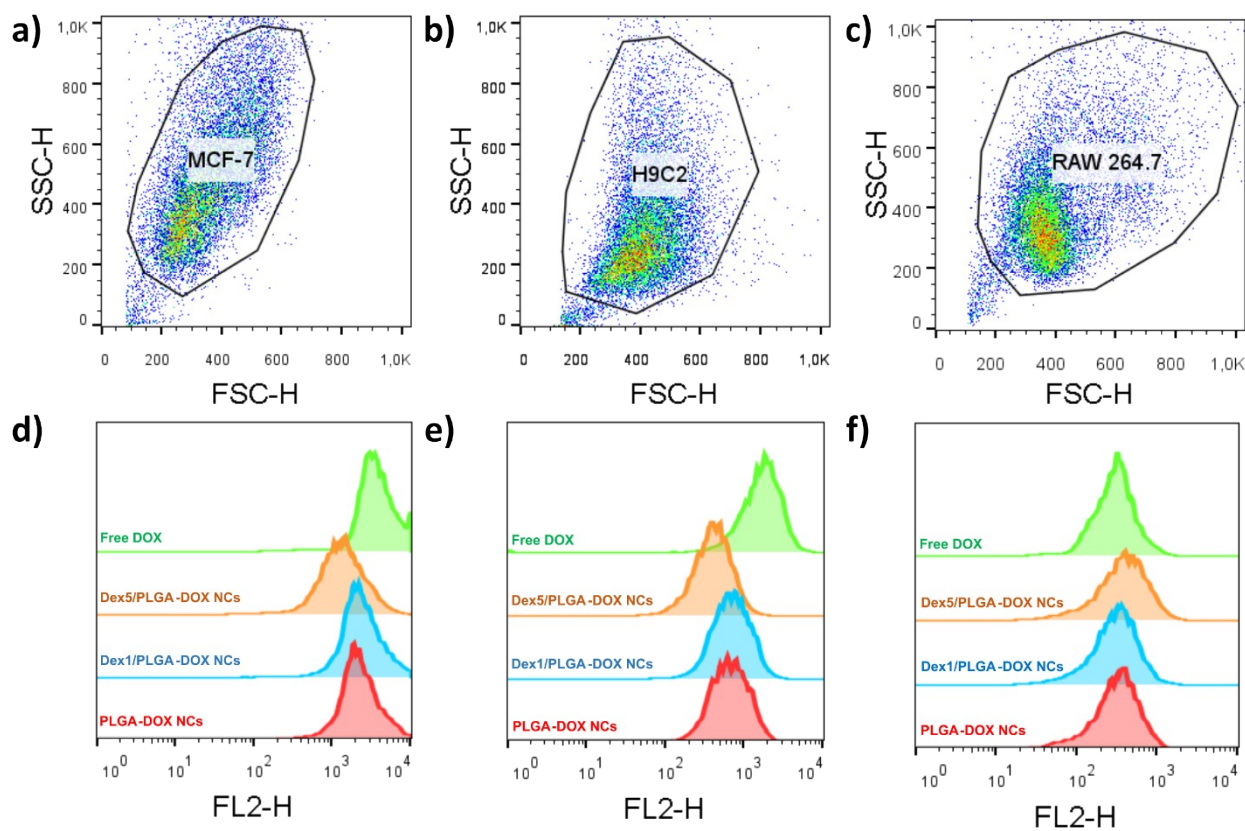 a)
1,0K
800
600
400
200
0
SSC-H
MCF-7
0 200 400 600 800 1,0K
FSC-H
b)
1,0K
800
600
400
200
0
SSC-H
H9C2
0 200 400 600 800 1,0K
FSC-H
c)
1,0K
800
600
400
200
0
SSC-H
RAW 264.7
0 200 400 600 800 1,0K
FSC-H
d)
Free DOX
Dex5/PLGA-DOX NCs
Dex1/PLGA-DOX NCs
PLGA-DOX NCs
10^0 10^1 10^2 10^3 10^4
FL2-H
e)
Free DOX
Dex5/PLGA-DOX NCs
Dex1/PLGA-DOX NCs
PLGA-DOX NCs
10^0 10^1 10^2 10^3 10^4
FL2-H
f)
Free DOX
Dex5/PLGA-DOX NCs
Dex1/PLGA-DOX NCs
PLGA-DOX NCs
10^0 10^1 10^2 10^3 10^4
FL2-H